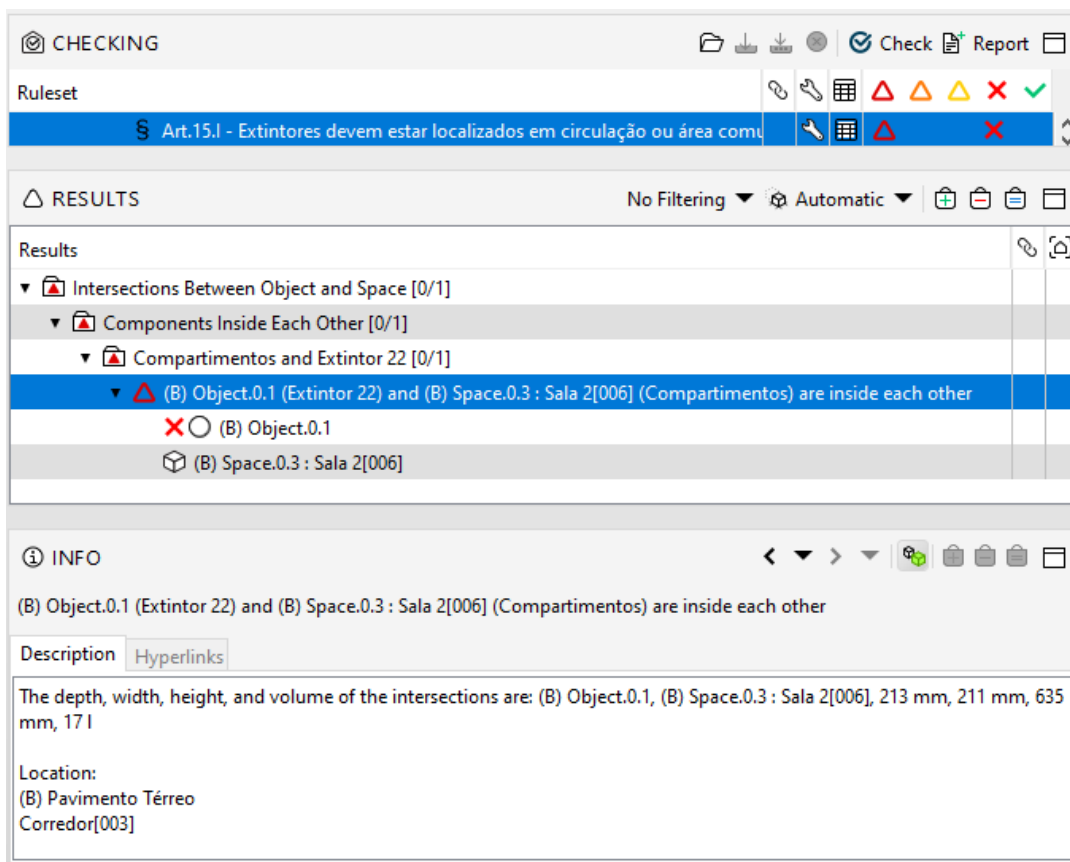 CHECKING
Check Report
Ruleset
§ Art.15.I - Extintores devem estar localizados em circulação ou área comu
RESULTS
No Filtering Automatic
Results
Intersections Between Object and Space [0/1]
Components Inside Each Other [0/1]
Compartimentos and Extintor 22 [0/1]
(B) Object.0.1 (Extintor 22) and (B) Space.0.3 : Sala 2[006] (Compartimentos) are inside each other
(B) Object.0.1
(B) Space.0.3 : Sala 2[006]
INFO
(B) Object.0.1 (Extintor 22) and (B) Space.0.3 : Sala 2[006] (Compartimentos) are inside each other
Description Hyperlinks
The depth, width, height, and volume of the intersections are: (B) Object.0.1, (B) Space.0.3 : Sala 2[006], 213 mm, 211 mm, 635
mm, 17 l
Location:
(B) Pavimento Térreo
Corredor[003]